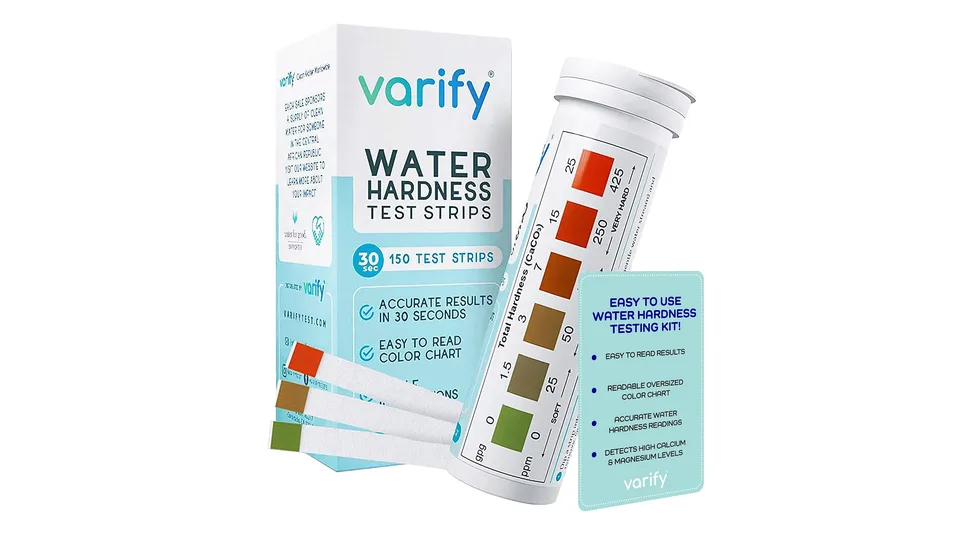 varify Clean Water Worldwide
EACH SALE SPONSORS
A SUPPLY OF CLEAN
WATER FOR SOMEONE
IN THE CENTRAL
AFRICAN REPUBLIC
VISIT OUR WEBSITE TO
LEARN MORE ABOUT
YOUR IMPACT
varify
VARIFYTEST.COM
varify®
WATER
HARDNESS
TEST STRIPS
30
sec
150 TEST STRIPS
ACCURATE RESULTS
IN 30 SECONDS
EASY TO READ
COLOR CHART
Total Hardness (CaCO₃)
gpg
0
1.5
3
7
15
25
ppm
0
25
50
250
425
SOFT
VERY HARD
EASY TO USE
WATER HARDNESS
TESTING KIT!
EASY TO READ RESULTS
READABLE OVERSIZED
COLOR CHART
ACCURATE WATER
HARDNESS READINGS
DETECTS HIGH CALCIUM
& MAGNESIUM LEVELS
varify